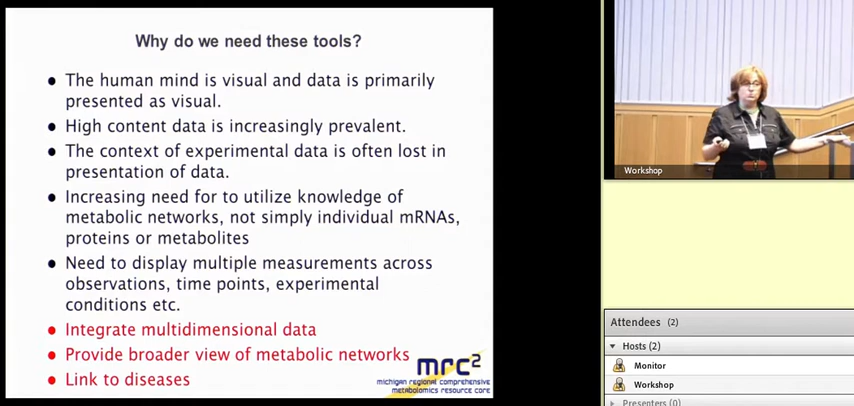 Why do we need these tools?
• The human mind is visual and data is primarily
presented as visual.
• High content data is increasingly prevalent.
• The context of experimental data is often lost in
presentation of data.
• Increasing need for to utilize knowledge of
metabolic networks, not simply individual mRNAs,
proteins or metabolites
• Need to display multiple measurements across
observations, time points, experimental
conditions etc.
• Integrate multidimensional data
• Provide broader view of metabolic networks
• Link to diseases
mrc²
michigan regional comprehensive
metabolomics resource core
Workshop
Attendees (2)
Hosts (2)
Monitor
Workshop
Presenters (0)